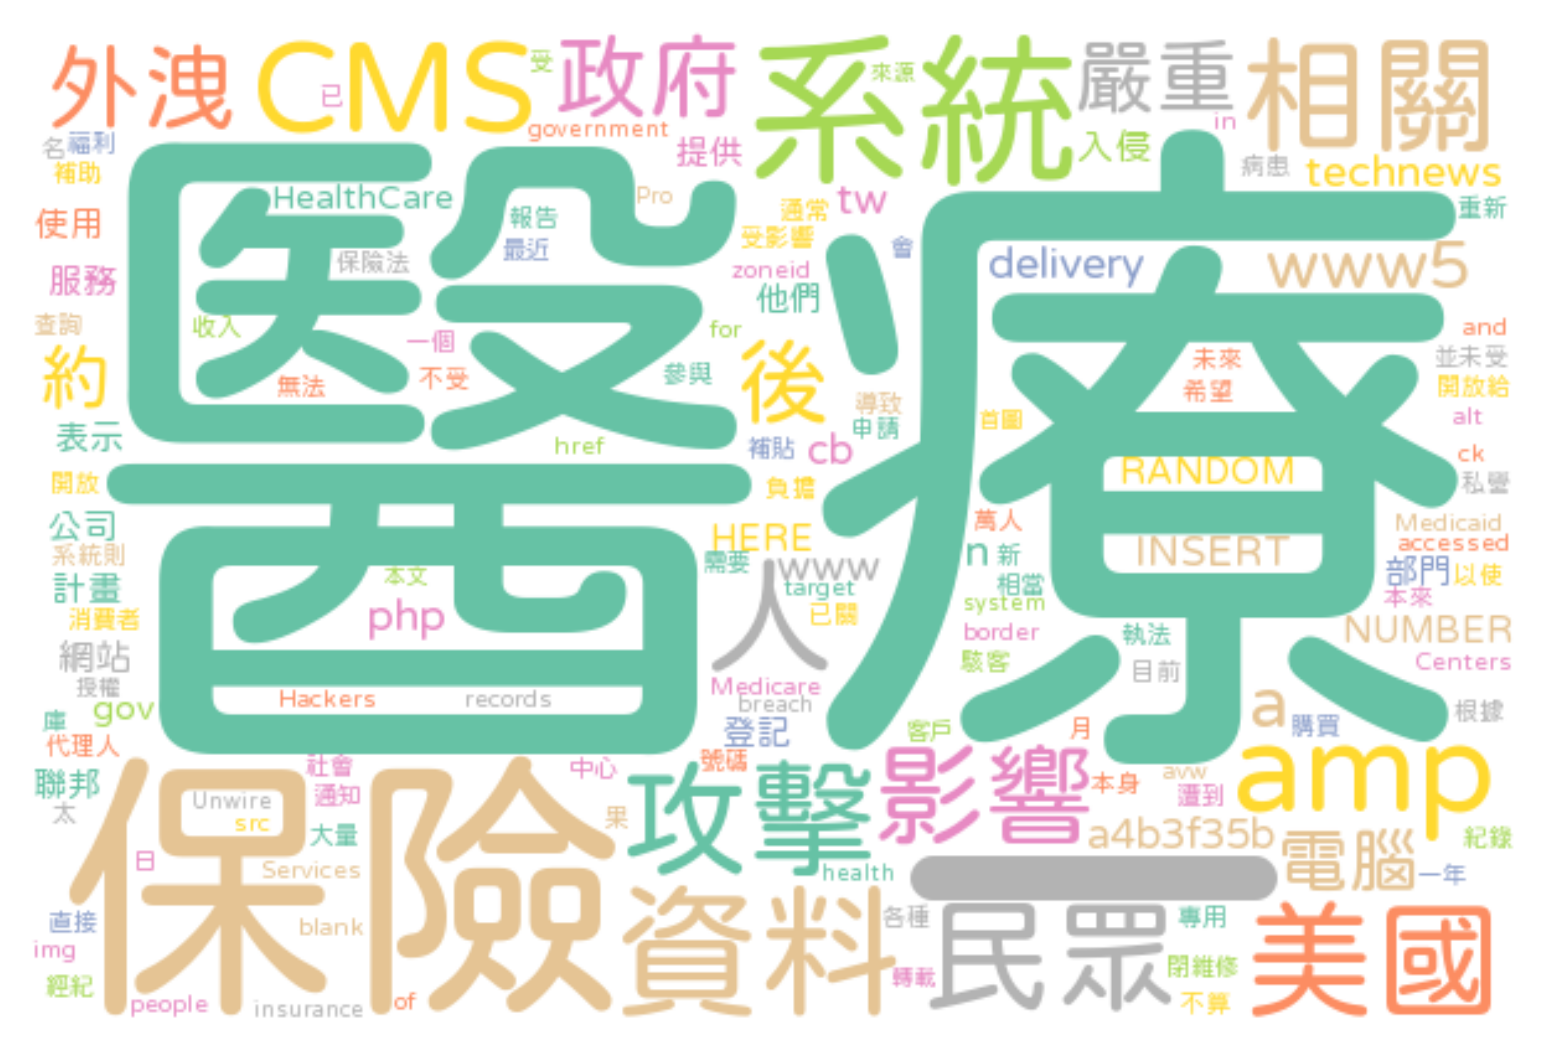 外洩
CMS
已
受
政府
government
提供
系統
來源
嚴重
入侵
in
相關
病患
technews
名
福利
補助
使用
服務
查詢
約
表示
開放
公司
系統則
計畫
消費者
網站
授權
gov
庫
代理人
聯邦
太
醫療
HealthCare
報告
最近
Pro
保險法
收入
一個
無法
不受
href
參與
for
本文
php
Hackers
records
通常
tw
受影響
會
zoneid
他們
後
導致
申請
補貼
cb
負擔
HERE
需要
www
target
已關
人
Medicare
breach
登記
號碼
delivery
www5
重新
and
並未受
未來
希望
開放給
alt
首圖
ck
私營
RANDOM
INSERT
Medicaid
accessed
萬人
n
新
相當
system
border
駭客
執法
目前
部門
以使
本來
NUMBER
Centers
a
購買
根據
客戶
月
社會
通知
中心
保險
Unwire
src
大量
日
Services
blank
直接
img
經紀
people
insurance
of
果
攻擊
health
影響
本身
avw
遭到
amp
a4b3f35b
電腦
紀錄
一年
一
資料
各種
轉載
民眾
專用
閉維修
不算
美國